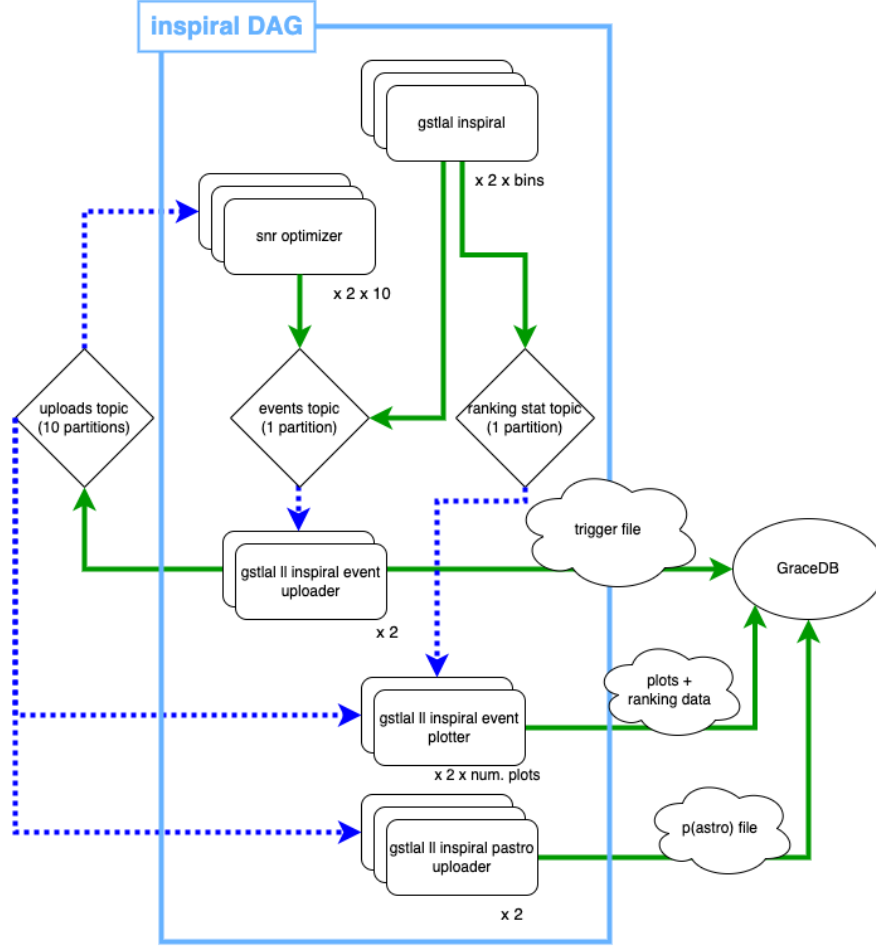 inspiral DAG
gstlal inspiral
x 2 x bins
snr optimizer
x 2 x 10
uploads topic
(10 partitions)
events topic
(1 partition)
ranking stat topic
(1 partition)
trigger file
GraceDB
gstlal ll inspiral event
uploader
x 2
plots +
ranking data
gstlal ll inspiral event
plotter
x 2 x num. plots
p(astro) file
gstlal ll inspiral pastro
uploader
x 2